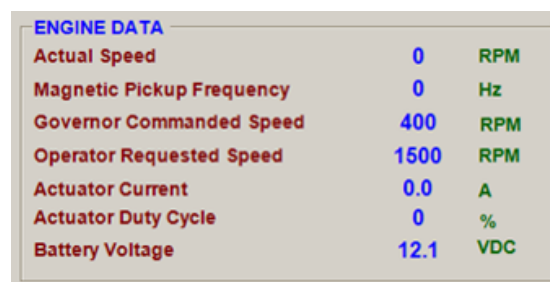 ENGINE DATA
Actual Speed 0 RPM
Magnetic Pickup Frequency 0 Hz
Governor Commanded Speed 400 RPM
Operator Requested Speed 1500 RPM
Actuator Current 0.0 A
Actuator Duty Cycle 0 %
Battery Voltage 12.1 VDC